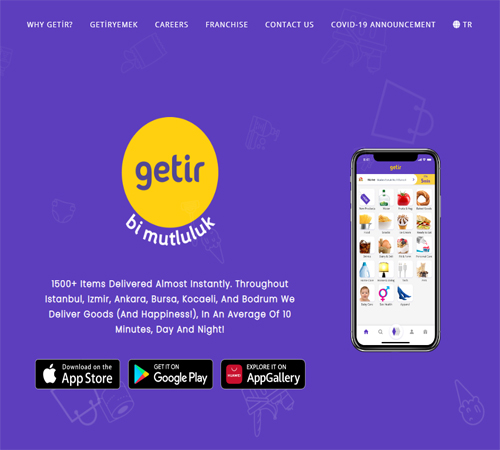 WHY GETİR? GETİRYEMEK CAREERS FRANCHISE CONTACT US COVID-19 ANNOUNCEMENT TR
getir
bi mutluluk
getir
1500+ Items Delivered Almost Instantly. Throughout
Istanbul, Izmir, Ankara, Bursa, Kocaeli, And Bodrum We
Deliver Goods (And Happiness!), In An Average Of 10
Minutes, Day And Night!
Download on the
App Store
GET IT ON
Google Play
EXPLORE IT ON
AppGallery
HUAWEI